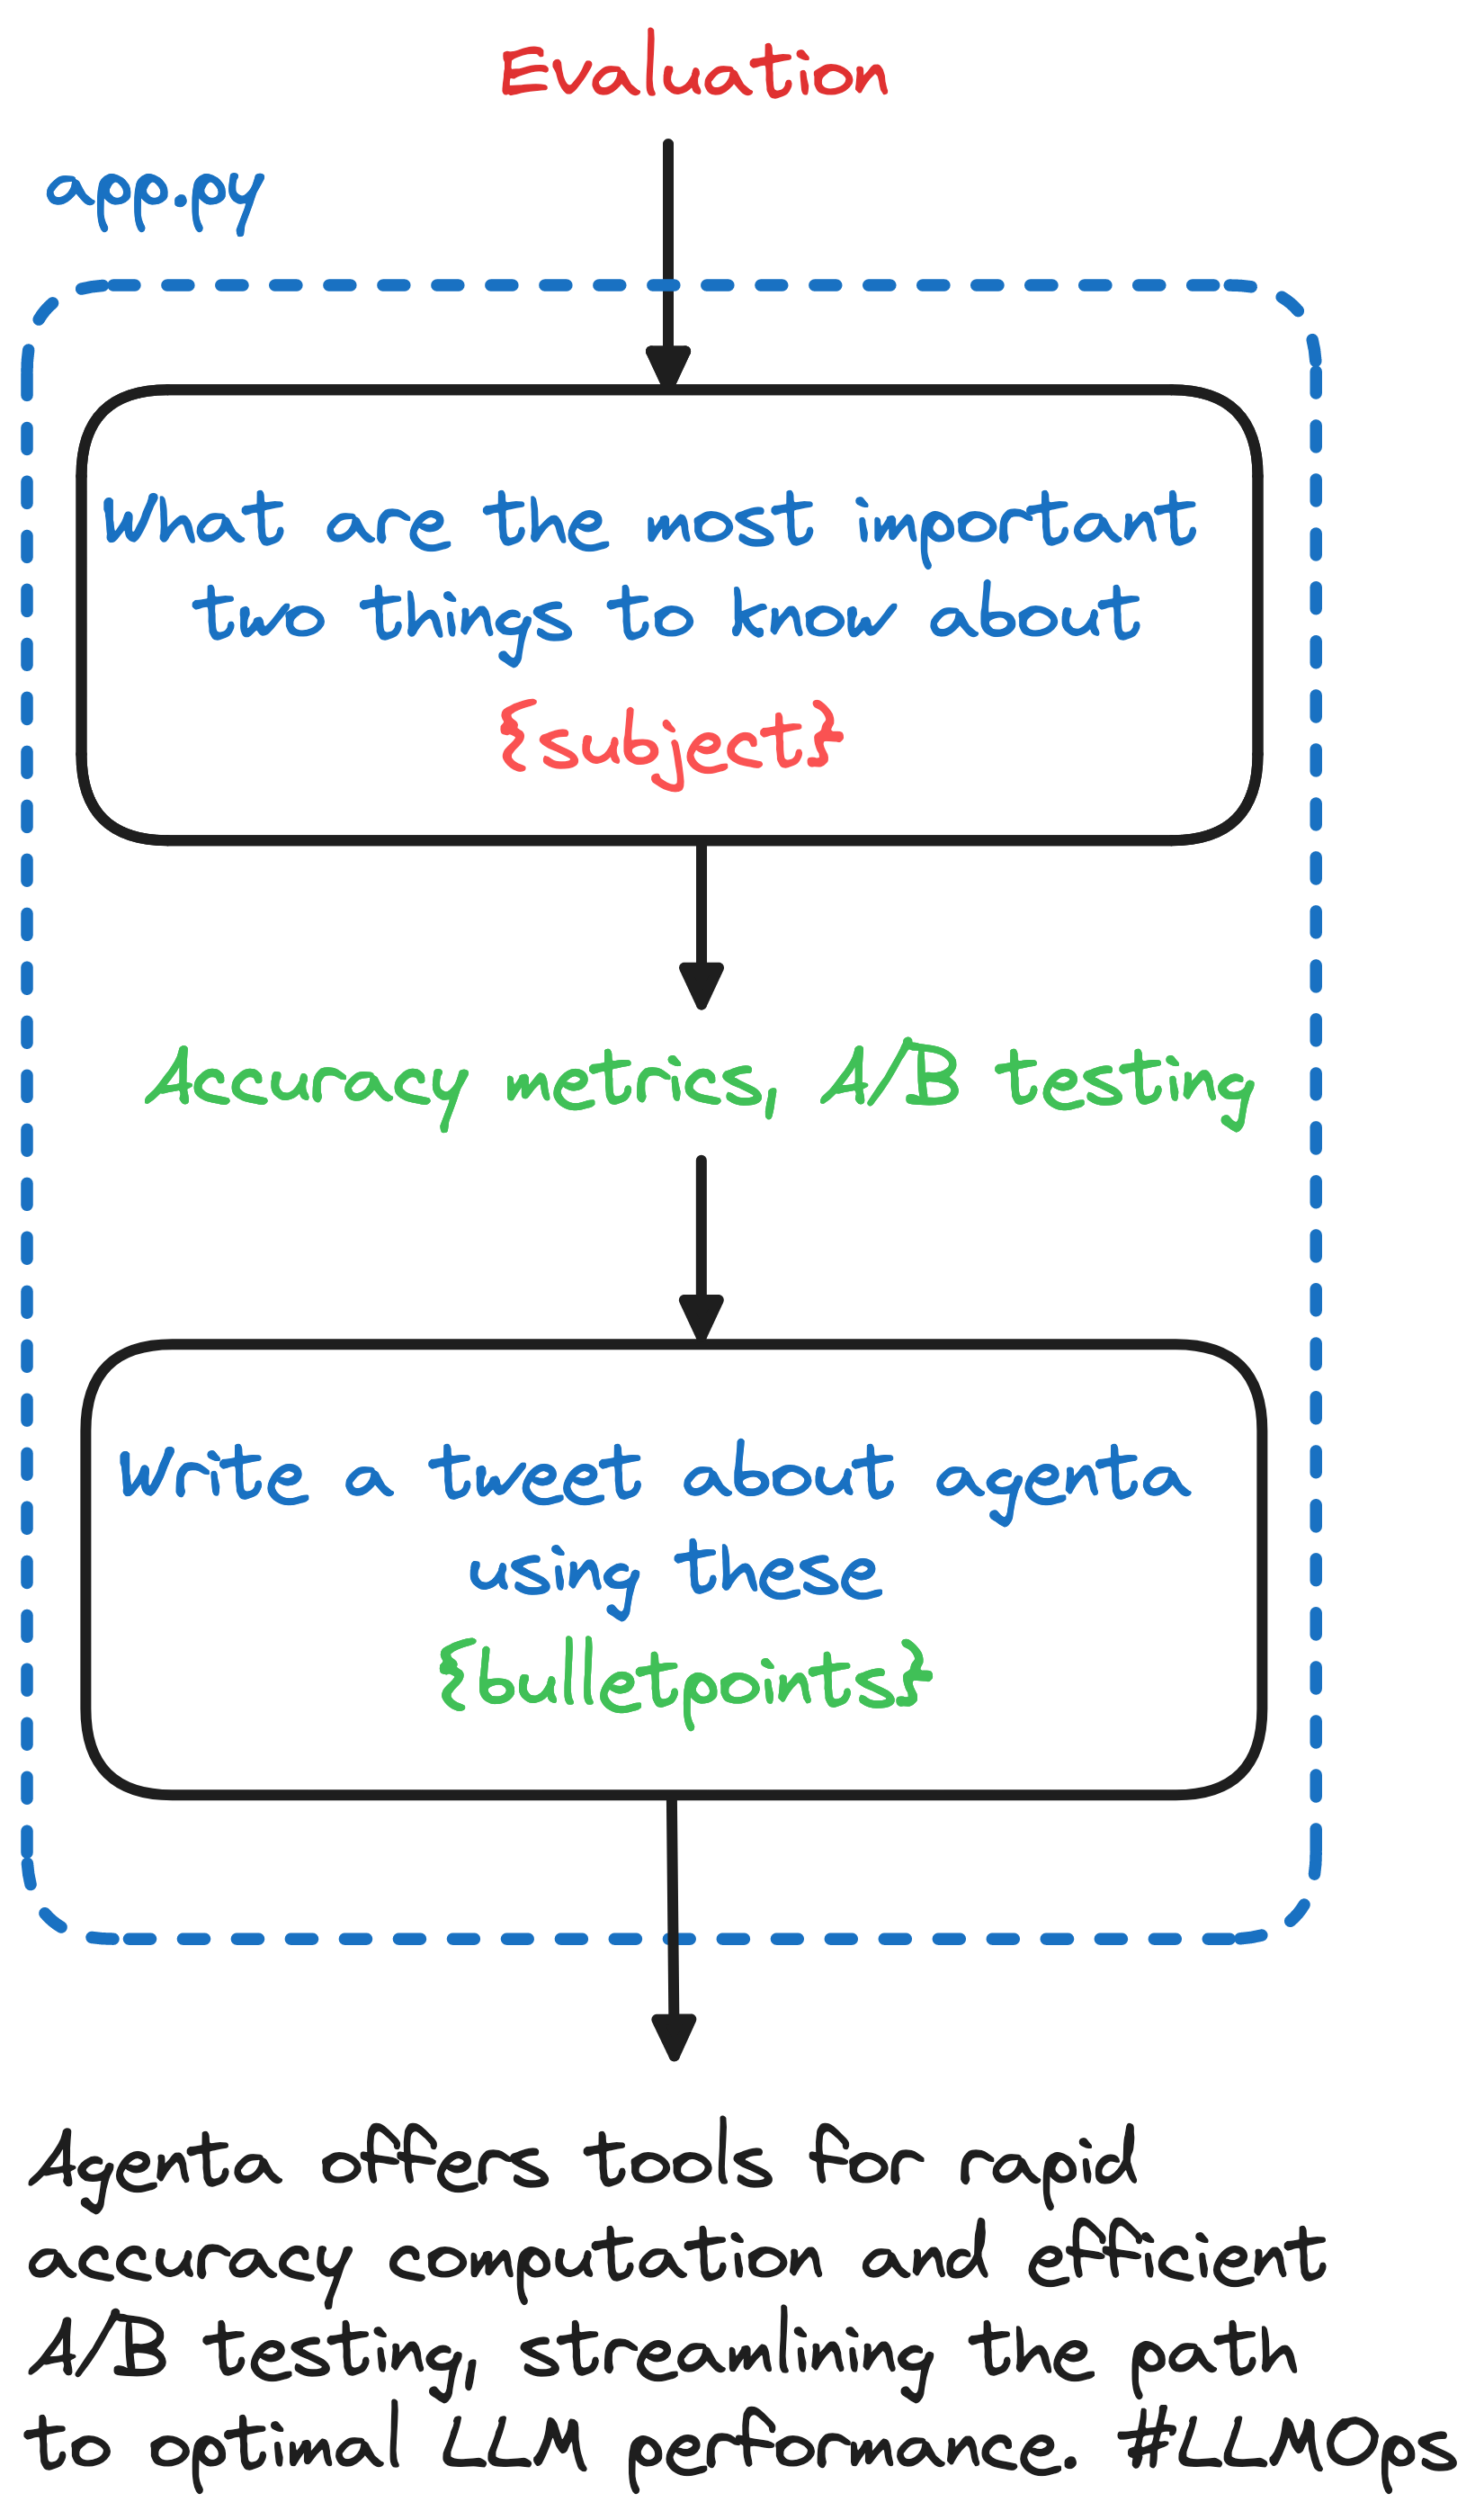 Evaluation
app.py
What are the most important
two things to know about
{subject}
Accuracy metrics, A/B testing
Write a tweet about agenta
using these
{bulletpoints}
Agenta offers tools for rapid
accuracy computation and efficient
A/B testing, streamlining the path
to optimal LLM performance. #LLMOps